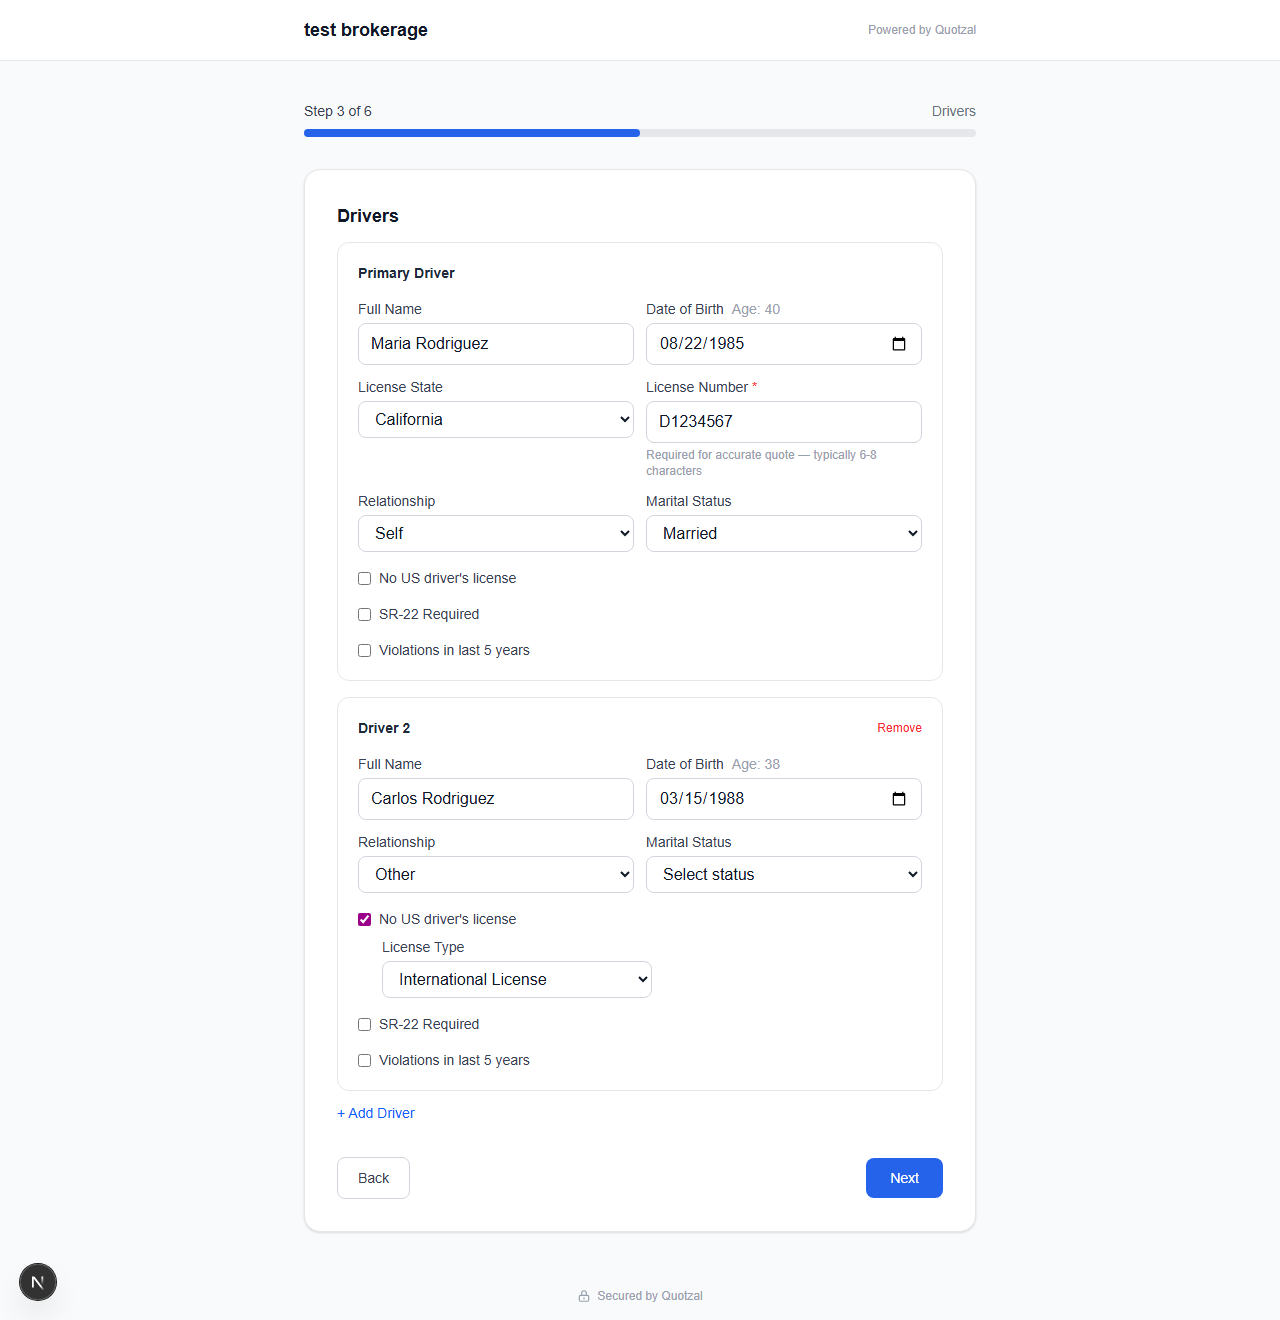 test brokerage
Powered by Quotzal
Step 3 of 6
Drivers
Drivers
Primary Driver
Full Name
Date of Birth Age: 40
Maria Rodriguez
08/22/1985
License State
License Number *
California
D1234567
Required for accurate quote — typically 6-8
characters
Relationship
Marital Status
Self
Married
No US driver's license
SR-22 Required
Violations in last 5 years
Driver 2
Remove
Full Name
Date of Birth Age: 38
Carlos Rodriguez
03/15/1988
Relationship
Marital Status
Other
Select status
No US driver's license
License Type
International License
SR-22 Required
Violations in last 5 years
+ Add Driver
Back
Next
N
Secured by Quotzal